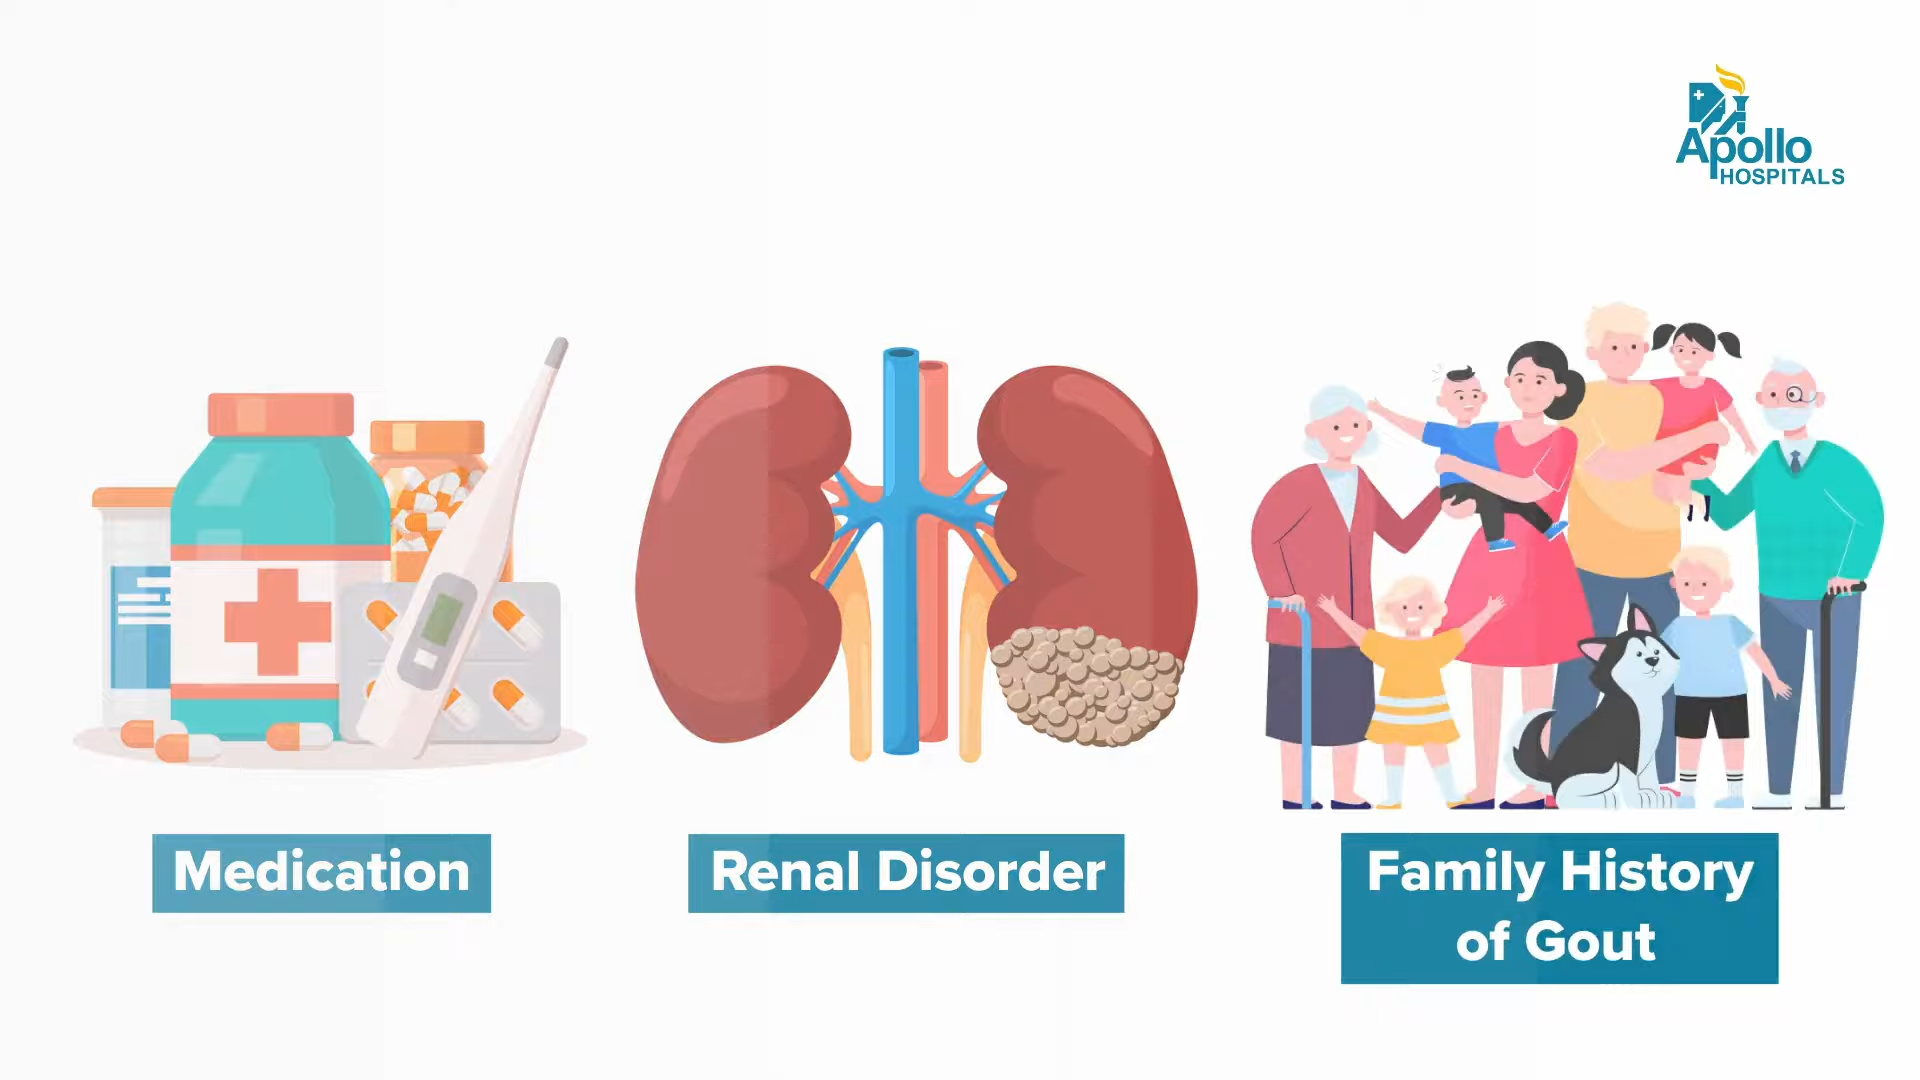 Apollo
HOSPITALS
Medication
Renal Disorder
Family History
of Gout